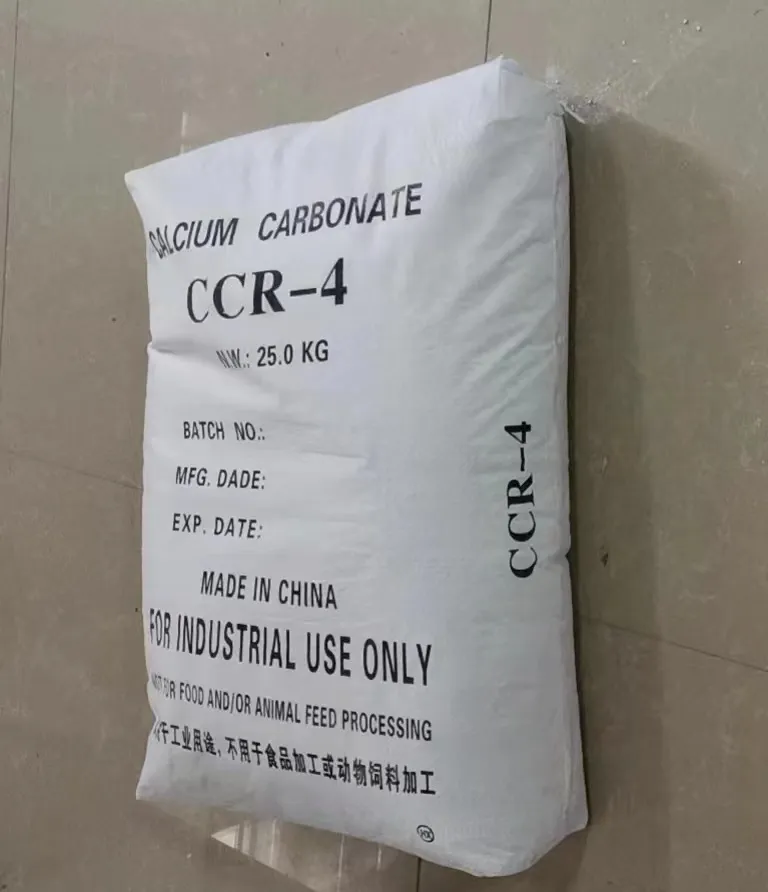 CALCIUM CARBONATE
CCR-4
N.W.: 25.0 KG
BATCH NO.:
MFG. DADE:
EXP. DATE:
MADE IN CHINA
FOR INDUSTRIAL USE ONLY
NOT FOR FOOD AND/OR ANIMAL FEED PROCESSING
于工业用途,不用于食品加工或动物饲料加工
HX
CCR-4